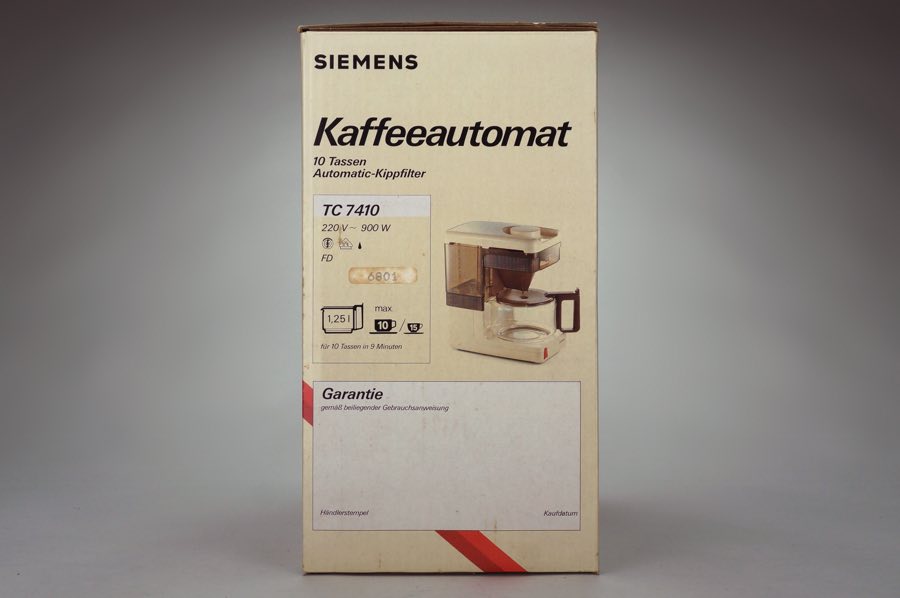 SIEMENS
Kaffeeautomat
10 Tassen
Automatic-Kippfilter
TC 7410
220 V~ 900 W
FD
6801
1,25 l
max.
10 / 15
für 10 Tassen in 9 Minuten
Garantie
gemäß beiliegender Gebrauchsanweisung
Händlerstempel
Kaufdatum